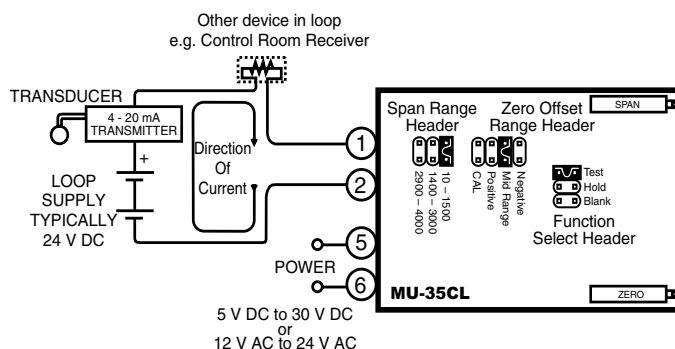 Other device in loop
e.g. Control Room Receiver
TRANSDUCER
4 - 20 mA
TRANSMITTER
+
LOOP
SUPPLY
TYPICALLY
24 V DC
Direction
Of
Current
1
2
5
POWER
6
5 V DC to 30 V DC
or
12 V AC to 24 V AC
Span Range
Header
2900 – 4000
1400 – 3000
10 – 1500
Zero Offset
Range Header
CAL
Positive
Mid Range
Negative
SPAN
Test
Hold
Blank
Function
Select Header
MU-35CL
ZERO